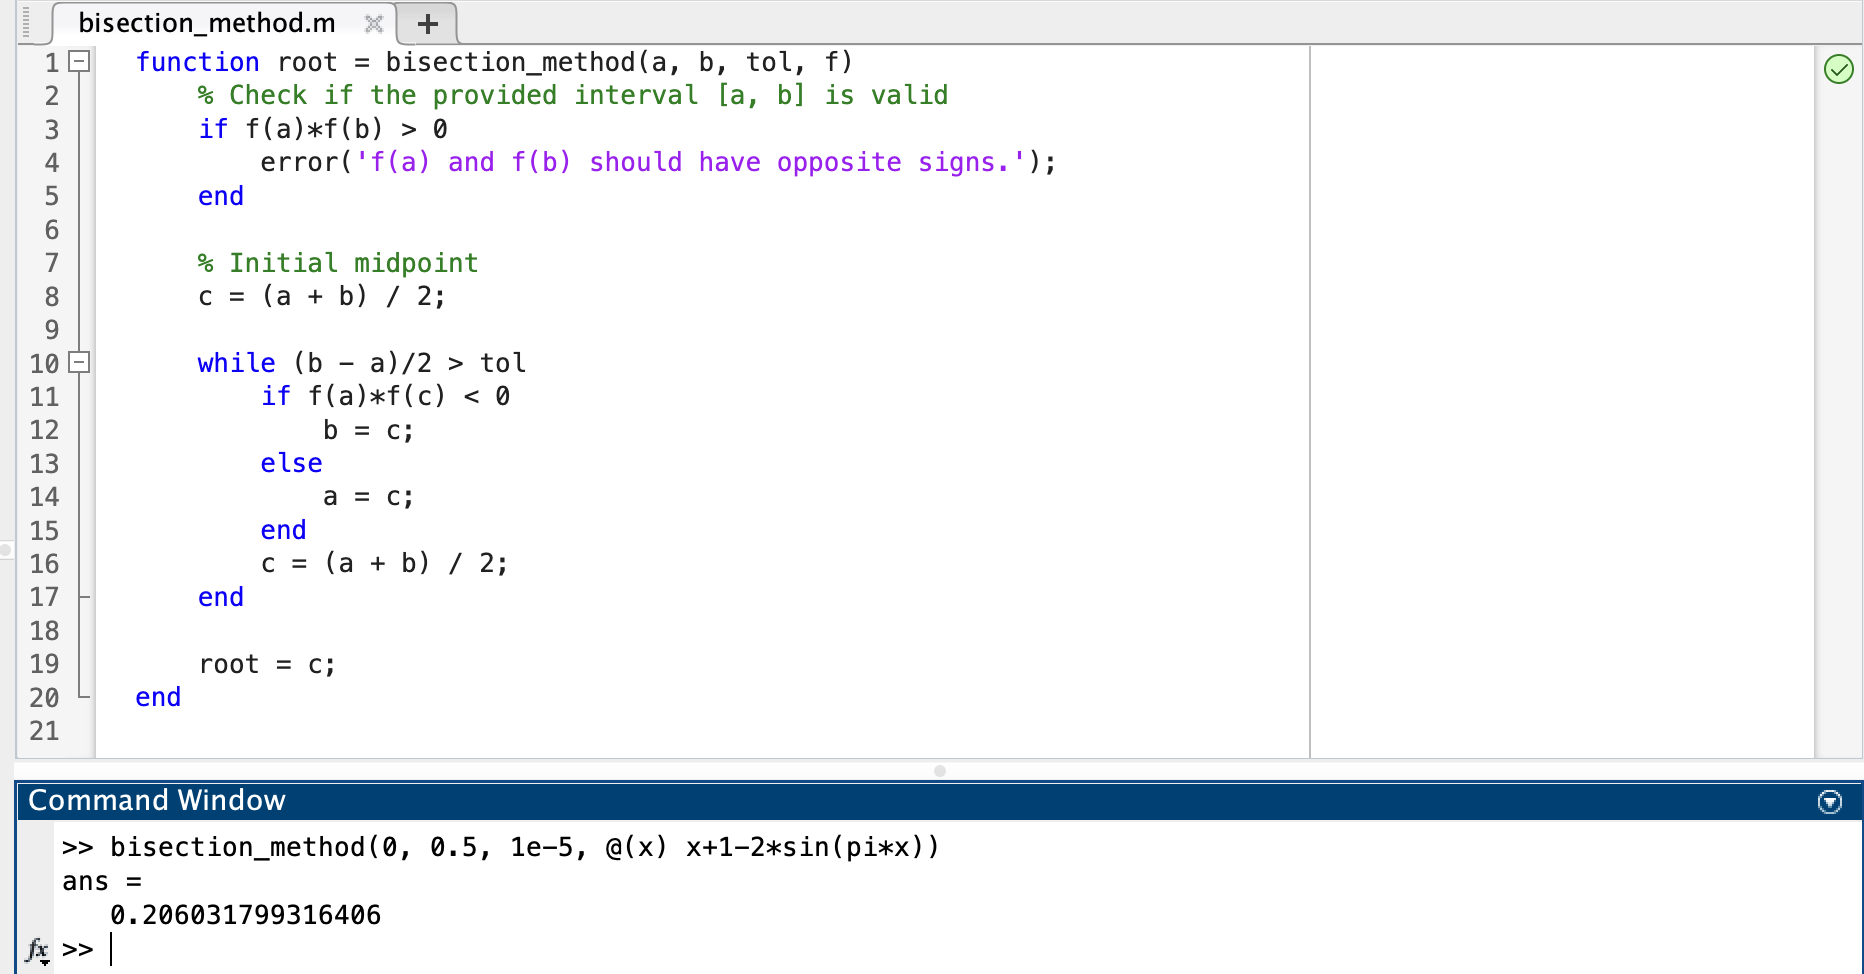 bisection_method.m
1 function root = bisection_method(a, b, tol, f)
2 % Check if the provided interval [a, b] is valid
3 if f(a)*f(b) > 0
4 error('f(a) and f(b) should have opposite signs.');
5 end
6
7 % Initial midpoint
8 c = (a + b) / 2;
9
10 while (b - a)/2 > tol
11 if f(a)*f(c) < 0
12 b = c;
13 else
14 a = c;
15 end
16 c = (a + b) / 2;
17 end
18
19 root = c;
20 end
21
Command Window
>> bisection_method(0, 0.5, 1e-5, @(x) x+1-2*sin(pi*x))
ans =
0.206031799316406
fx >>